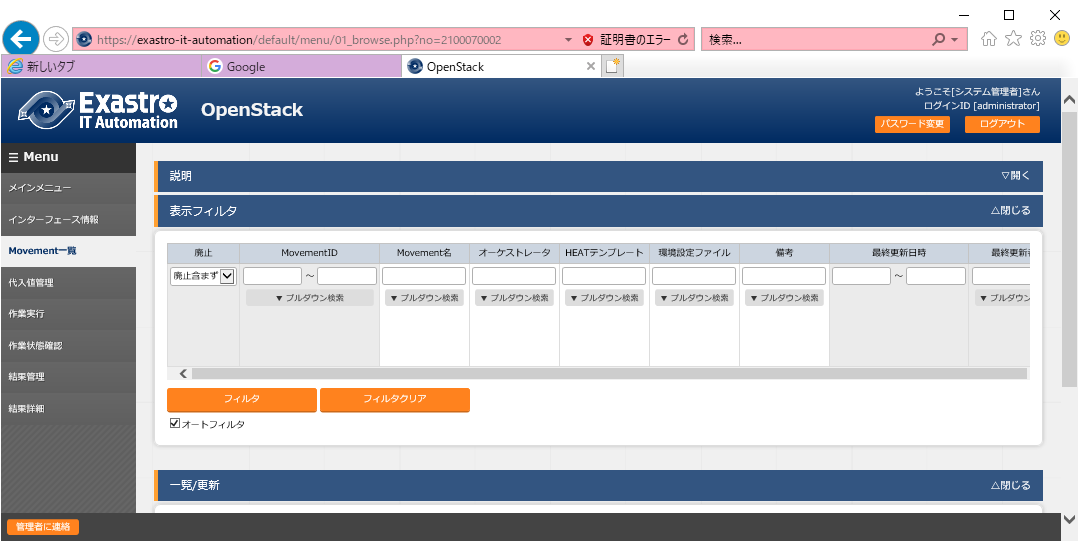 https://exastro-it-automation/default/menu/01_browse.php?no=2100070002
証明書のエラー
検索...
新しいタブ
Google
OpenStack
Exastro
IT Automation
OpenStack
ようこそ[システム管理者]さん
ログインID [administrator]
パスワード変更
ログアウト
☰ Menu
メインメニュー
インターフェース情報
Movement一覧
代入値管理
作業実行
作業状態確認
結果管理
結果詳細
説明
▽開く
表示フィルタ
△閉じる
廃止
MovementID
Movement名
オーケストレータ
HEATテンプレート
環境設定ファイル
備考
最終更新日時
最終更新
廃止含まず
～
～
▼プルダウン検索
▼プルダウン検索
▼プルダウン検索
▼プルダウン検索
▼プルダウン検索
▼プルダウン検索
▼プルダウン
フィルタ
フィルタクリア
オートフィルタ
一覧/更新
△閉じる
管理者に連絡